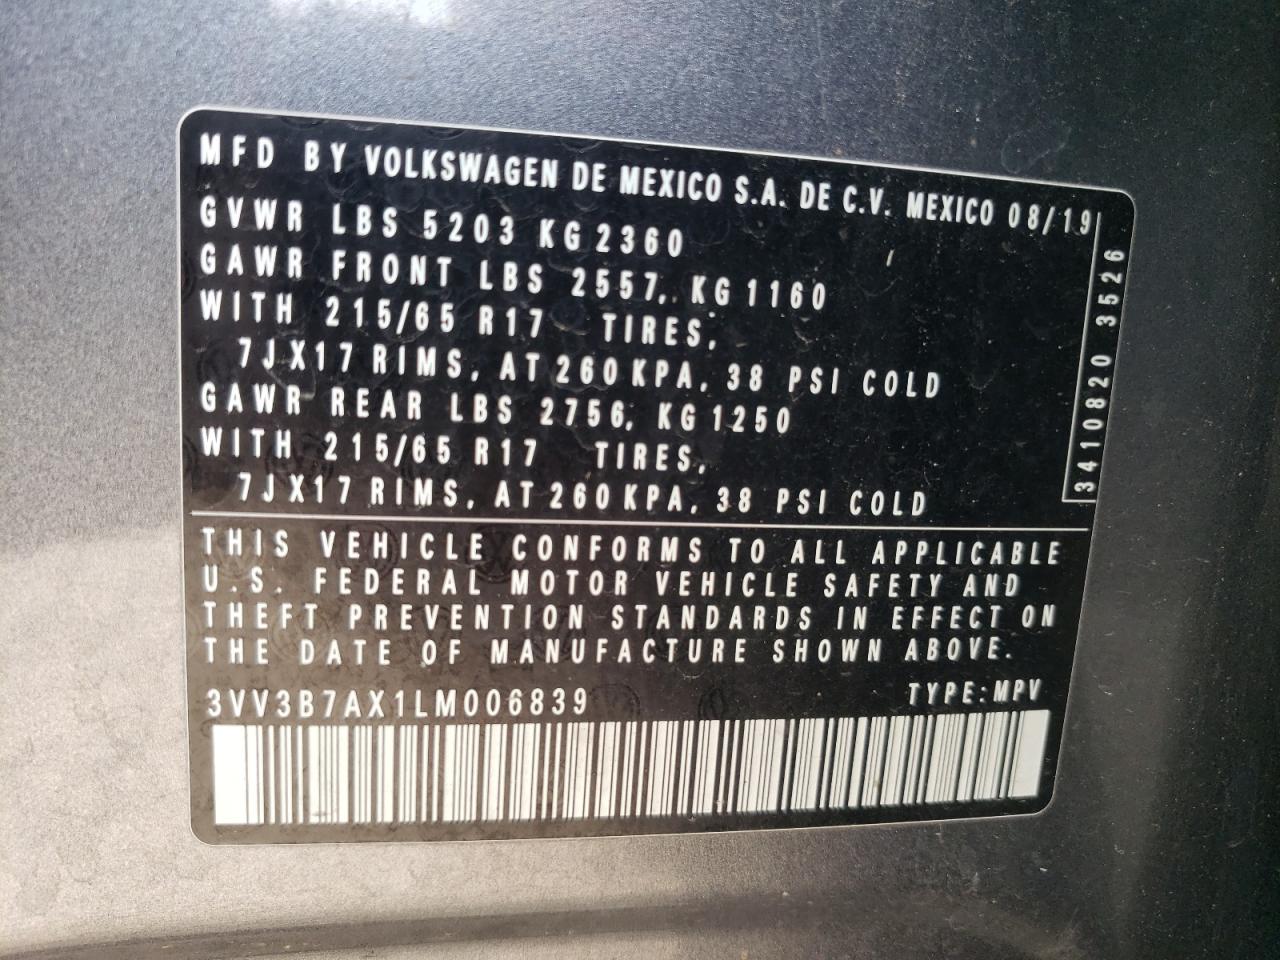 MFD BY VOLKSWAGEN DE MEXICO S.A. DE C.V. MEXICO 08/19
GVWR LBS 5203 KG 2360
GAWR FRONT LBS 2557, KG 1160
WITH 215/65 R17 TIRES,
7JX17 RIMS, AT 260 KPA, 38 PSI COLD
GAWR REAR LBS 2756, KG 1250
WITH 215/65 R17 TIRES,
7JX17 RIMS, AT 260 KPA, 38 PSI COLD
3410820 3526
THIS VEHICLE CONFORMS TO ALL APPLICABLE
U.S. FEDERAL MOTOR VEHICLE SAFETY AND
THEFT PREVENTION STANDARDS IN EFFECT ON
THE DATE OF MANUFACTURE SHOWN ABOVE.
3VV3B7AX1LM006839 TYPE: MPV